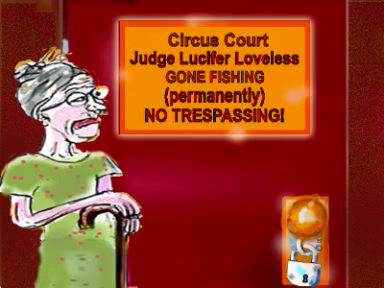 Circus Court
Judge Lucifer Loveless
GONE FISHING
(permanently)
NO TRESPASSING!